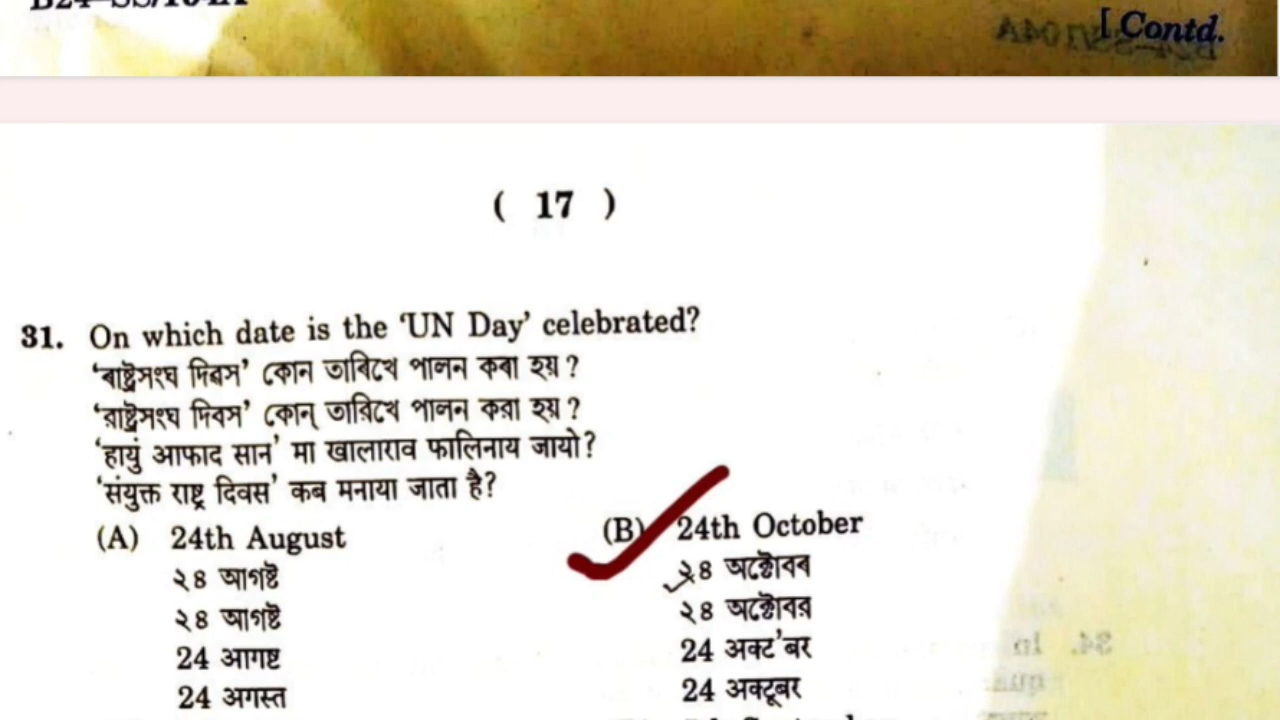 [ Contd.
( 17 )
31. On which date is the ‘UN Day’ celebrated?
‘ৰাষ্ট্ৰসংঘ দিৱস’ কোন তাৰিখে পালন কৰা হয় ?
‘রাষ্ট্রসংঘ দিবস’ কোন্ তারিখে পালন করা হয় ?
‘हायुं आफाद सान’ मा खालाराव फालिनाय जायो?
‘संयुक्त राष्ट्र दिवस’ कब मनाया जाता है?
(A) 24th August (B) 24th October
২৪ আগষ্ট ২৪ অক্টোবৰ
২৪ আগষ্ট ২৪ অক্টোবর
24 आगष्ट 24 अक्ट’बर
24 अगस्त 24 अक्टूबर